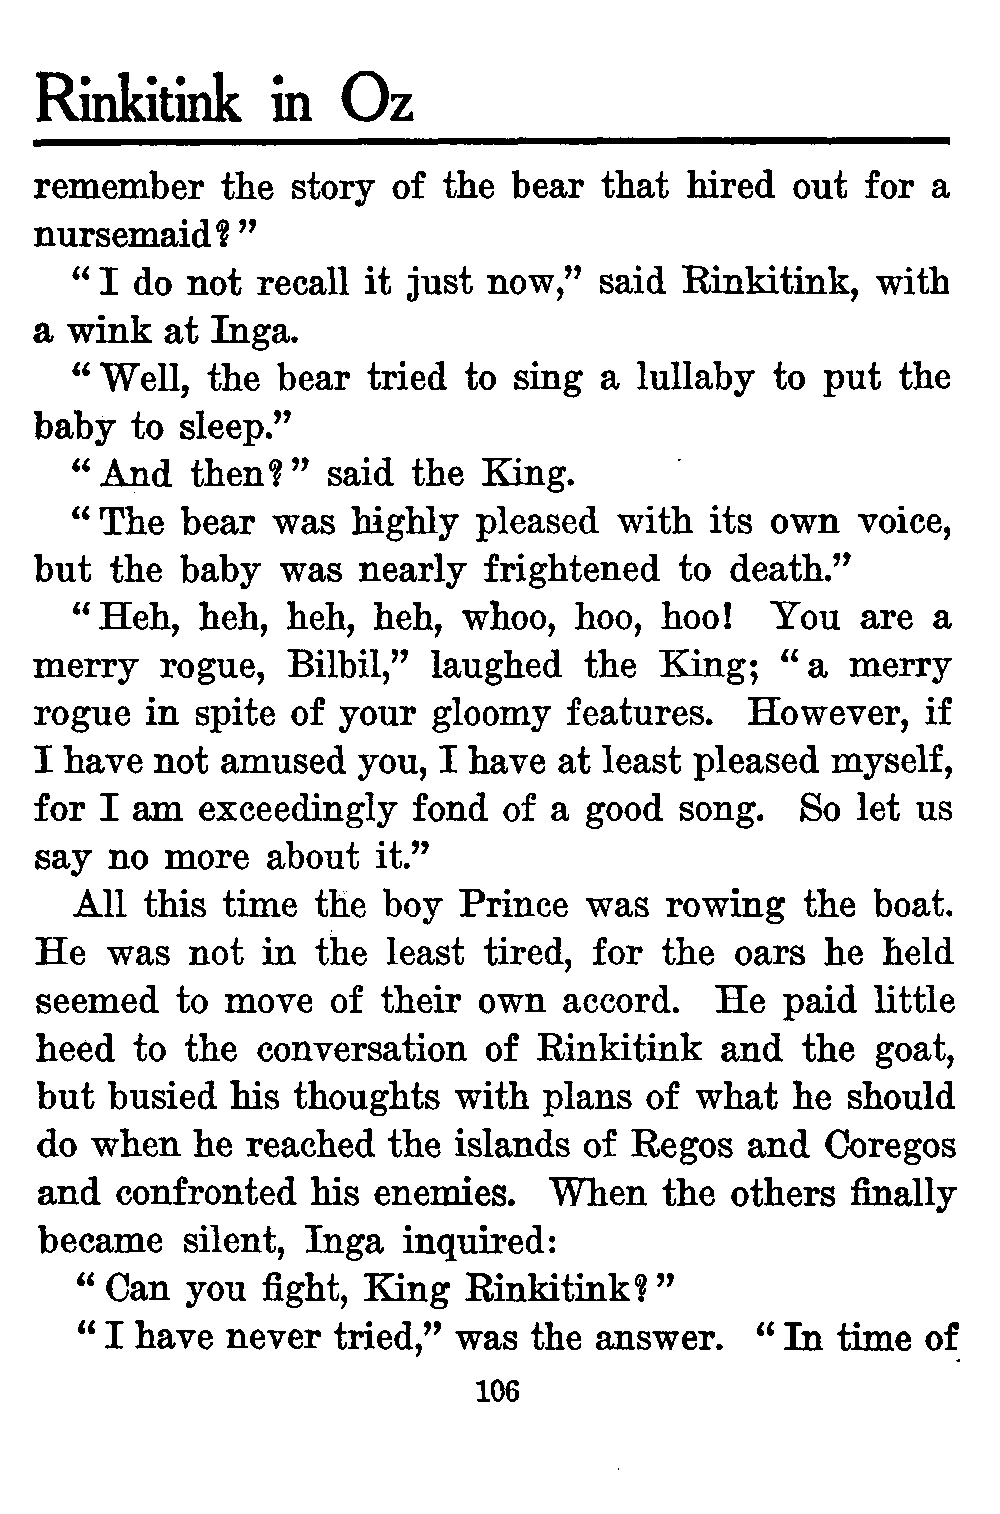 Rinkitink in Oz
remember the story of the bear that hired out for a
nursemaid?”
“I do not recall it just now,” said Rinkitink, with
a wink at Inga.
“Well, the bear tried to sing a lullaby to put the
baby to sleep.”
“And then?” said the King.
“The bear was highly pleased with its own voice,
but the baby was nearly frightened to death.”
“Heh, heh, heh, heh, whoo, hoo, hoo! You are a
merry rogue, Bilbil,” laughed the King; “a merry
rogue in spite of your gloomy features. However, if
I have not amused you, I have at least pleased myself,
for I am exceedingly fond of a good song. So let us
say no more about it.”
All this time the boy Prince was rowing the boat.
He was not in the least tired, for the oars he held
seemed to move of their own accord. He paid little
heed to the conversation of Rinkitink and the goat,
but busied his thoughts with plans of what he should
do when he reached the islands of Regos and Coregos
and confronted his enemies. When the others finally
became silent, Inga inquired:
“Can you fight, King Rinkitink?”
“I have never tried,” was the answer. “In time of
106